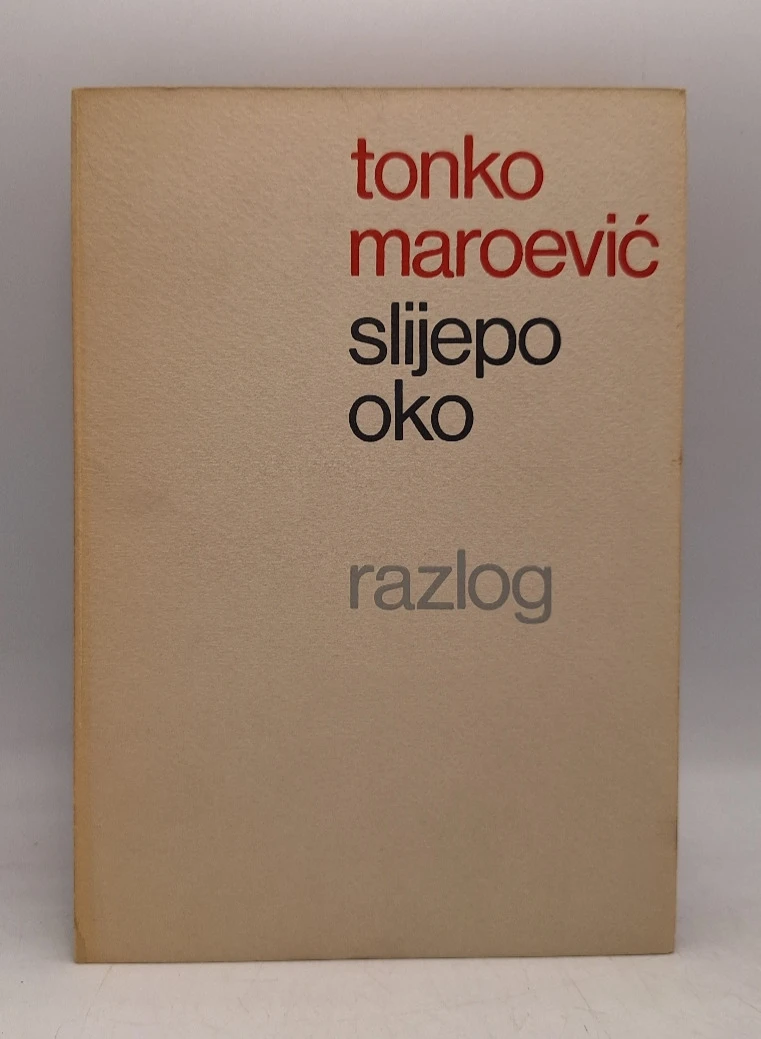 tonko
maroević
slijepo
oko
razlog